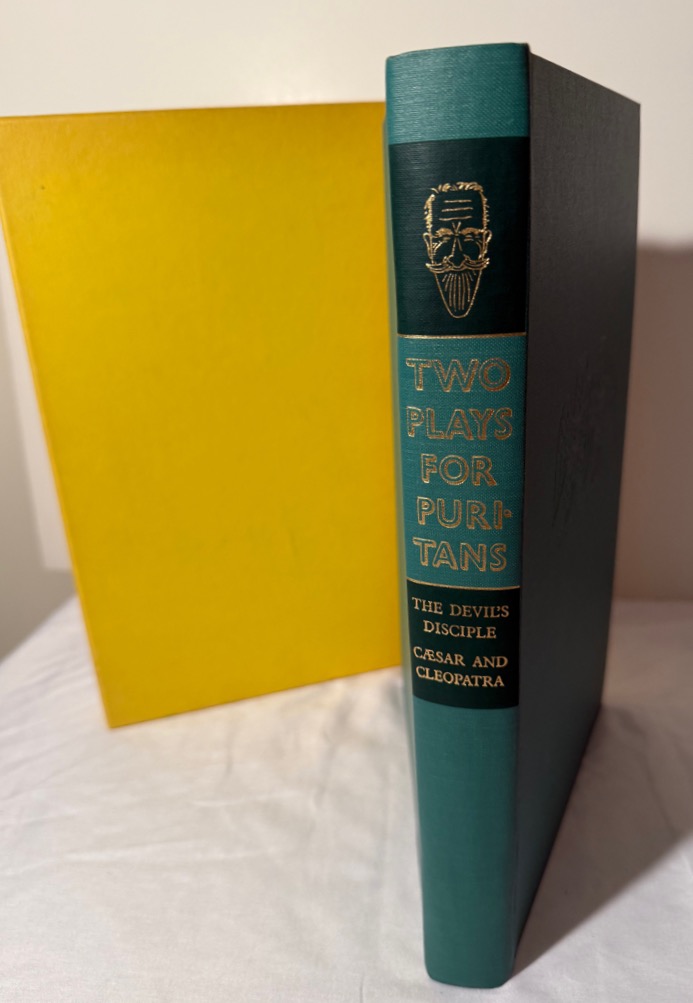 TWO
PLAYS
FOR
PURI-
TANS
THE DEVIL'S
DISCIPLE
CÆSAR AND
CLEOPATRA